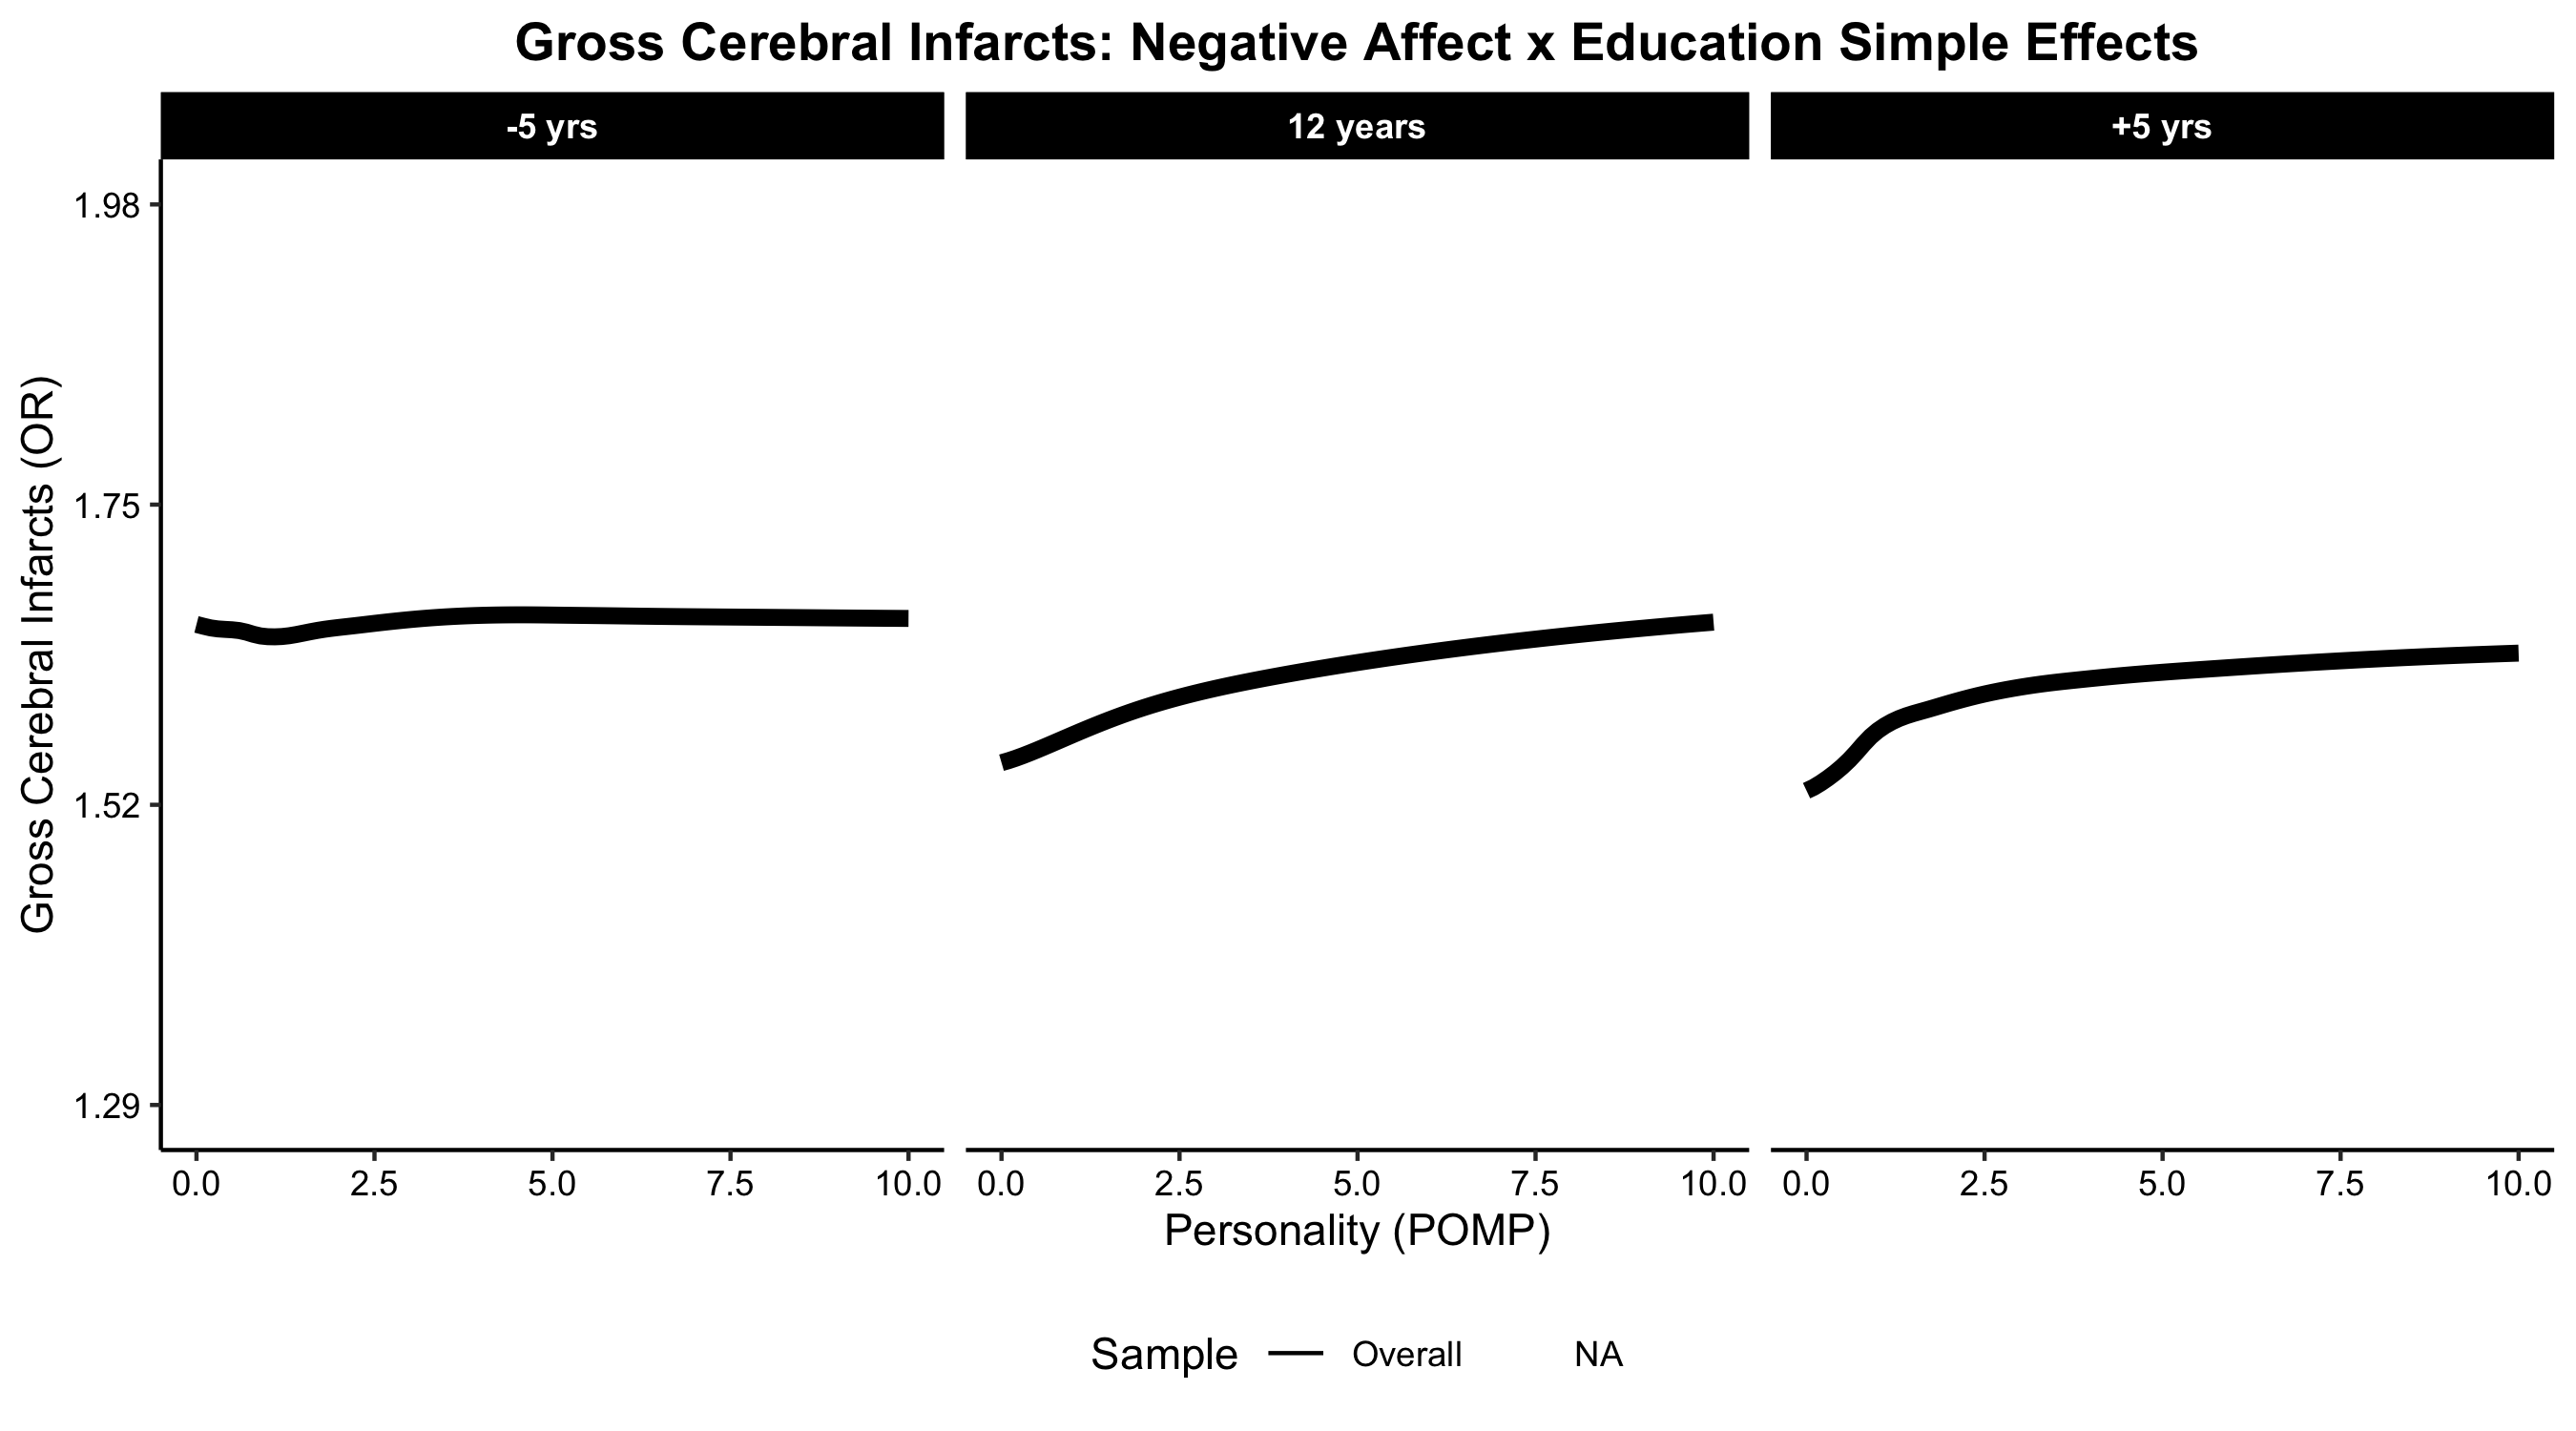 Gross Cerebral Infarcts: Negative Affect x Education Simple Effects
-5 yrs
12 years
+5 yrs
Gross Cerebral Infarcts (OR)
1.98
1.75
1.52
1.29
0.0 2.5 5.0 7.5 10.0
0.0 2.5 5.0 7.5 10.0
0.0 2.5 5.0 7.5 10.0
Personality (POMP)
Sample Overall NA